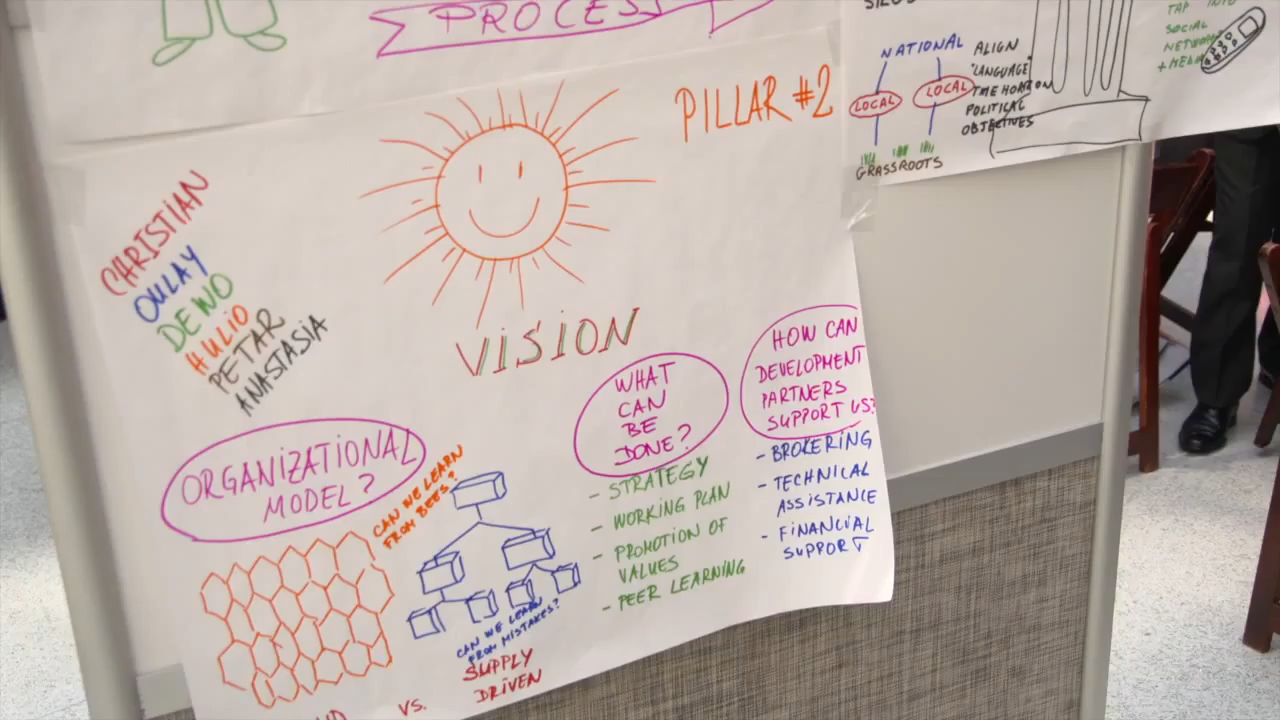 PROCESS
PILLAR #2
CHRISTIAN
OULAY
DEWO
HULIO
PETAR
ANASTASIA
VISION
ORGANIZATIONAL
MODEL?
CAN WE LEARN
FROM BEES?
CAN WE LEARN
FROM MISTAKES?
VS.
SUPPLY
DRIVEN
WHAT
CAN
BE
DONE?
- STRATEGY
- WORKING PLAN
- PROMOTION OF
VALUES
- PEER LEARNING
HOW CAN
DEVELOPMENT
PARTNERS
SUPPORT US?
- BROKERING
- TECHNICAL
ASSISTANCE
- FINANCIAL
SUPPORT
SILOS
NATIONAL
LOCAL
LOCAL
GRASSROOTS
ALIGN
"LANGUAGE"
POLITICAL
OBJECTIVES
TAP INTO
SOCIAL
NETWORK
+ MEDIA